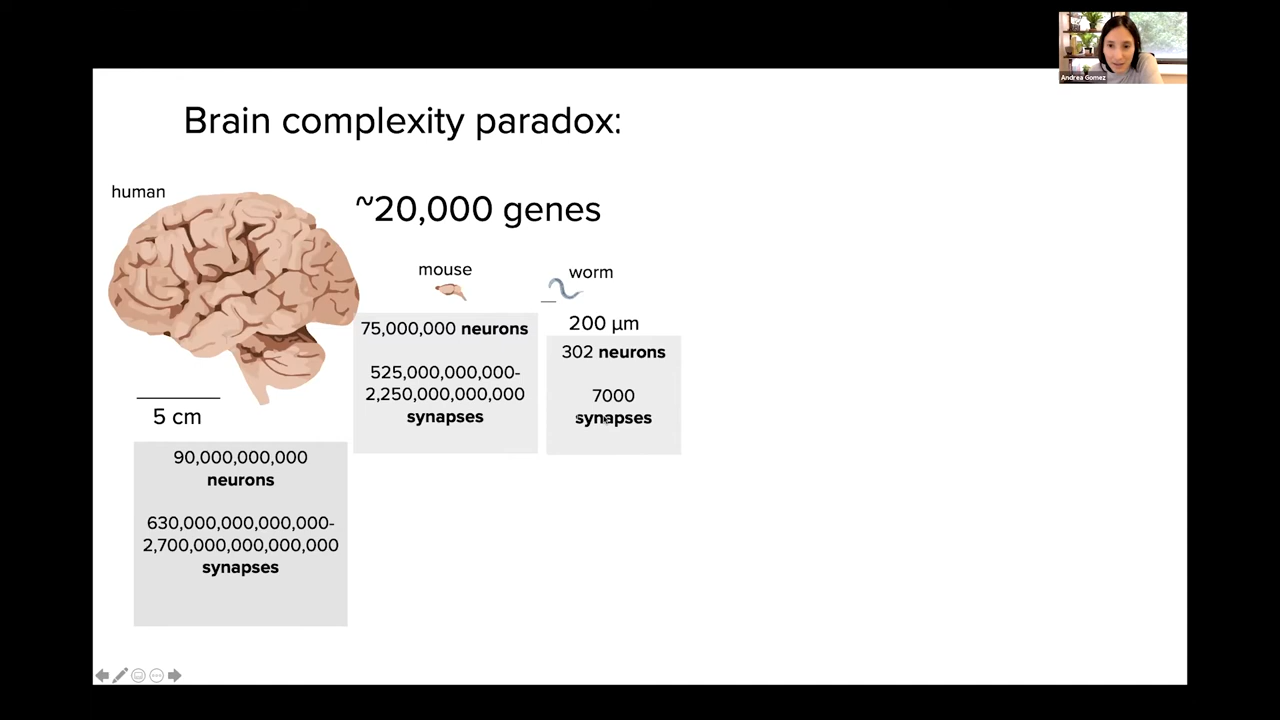 Andrea Gomez
Brain complexity paradox:
human
~20,000 genes
mouse
worm
75,000,000 neurons
525,000,000,000-
2,250,000,000,000
synapses
200 µm
302 neurons
7000
synapses
5 cm
90,000,000,000
neurons
630,000,000,000,000-
2,700,000,000,000,000
synapses